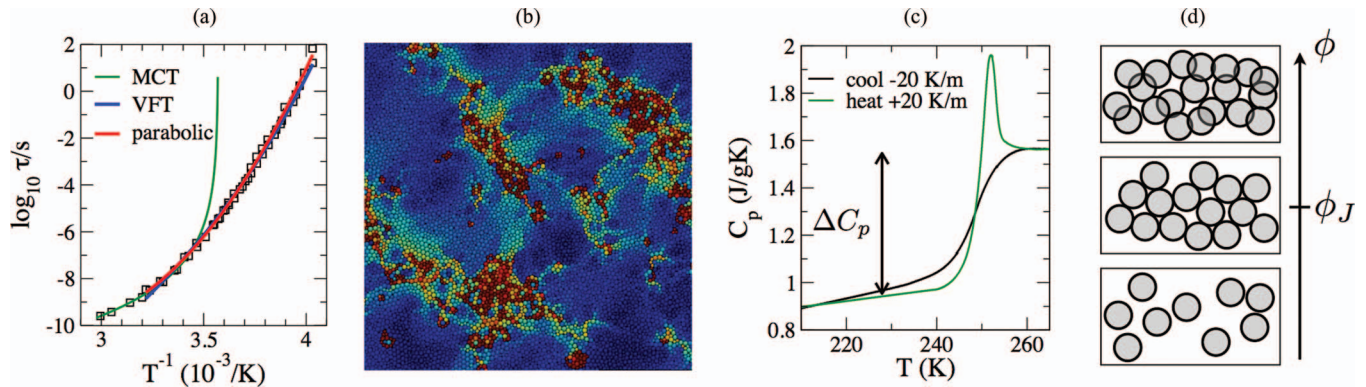 (a)
(b)
(c)
(d)
MCT
VFT
parabolic
log₁₀ τ/s
2
0
-2
-4
-6
-8
-10
3
3.5
4
T⁻¹ (10⁻³/K)
cool -20 K/m
heat +20 K/m
ΔCₚ
Cₚ (J/gK)
2
1.8
1.6
1.4
1.2
1
0.8
220
240
260
T (K)
ϕ
ϕ_J